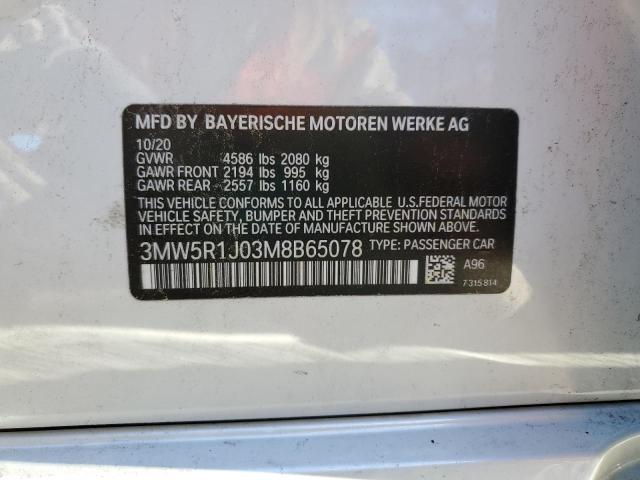 MFD BY BAYERISCHE MOTOREN WERKE AG
10/20
GVWR 4586 lbs 2080 kg
GAWR FRONT 2194 lbs 995 kg
GAWR REAR - 2557 lbs 1160 kg
THIS VEHICLE CONFORMS TO ALL APPLICABLE U.S.FEDERAL MOTOR
VEHICLE SAFETY, BUMPER AND THEFT PREVENTION STANDARDS
IN EFFECT ON THE DATE OF MANUFACTURE SHOWN ABOVE.
3MW5R1J03M8B65078 TYPE: PASSENGER CAR
A96
7315814